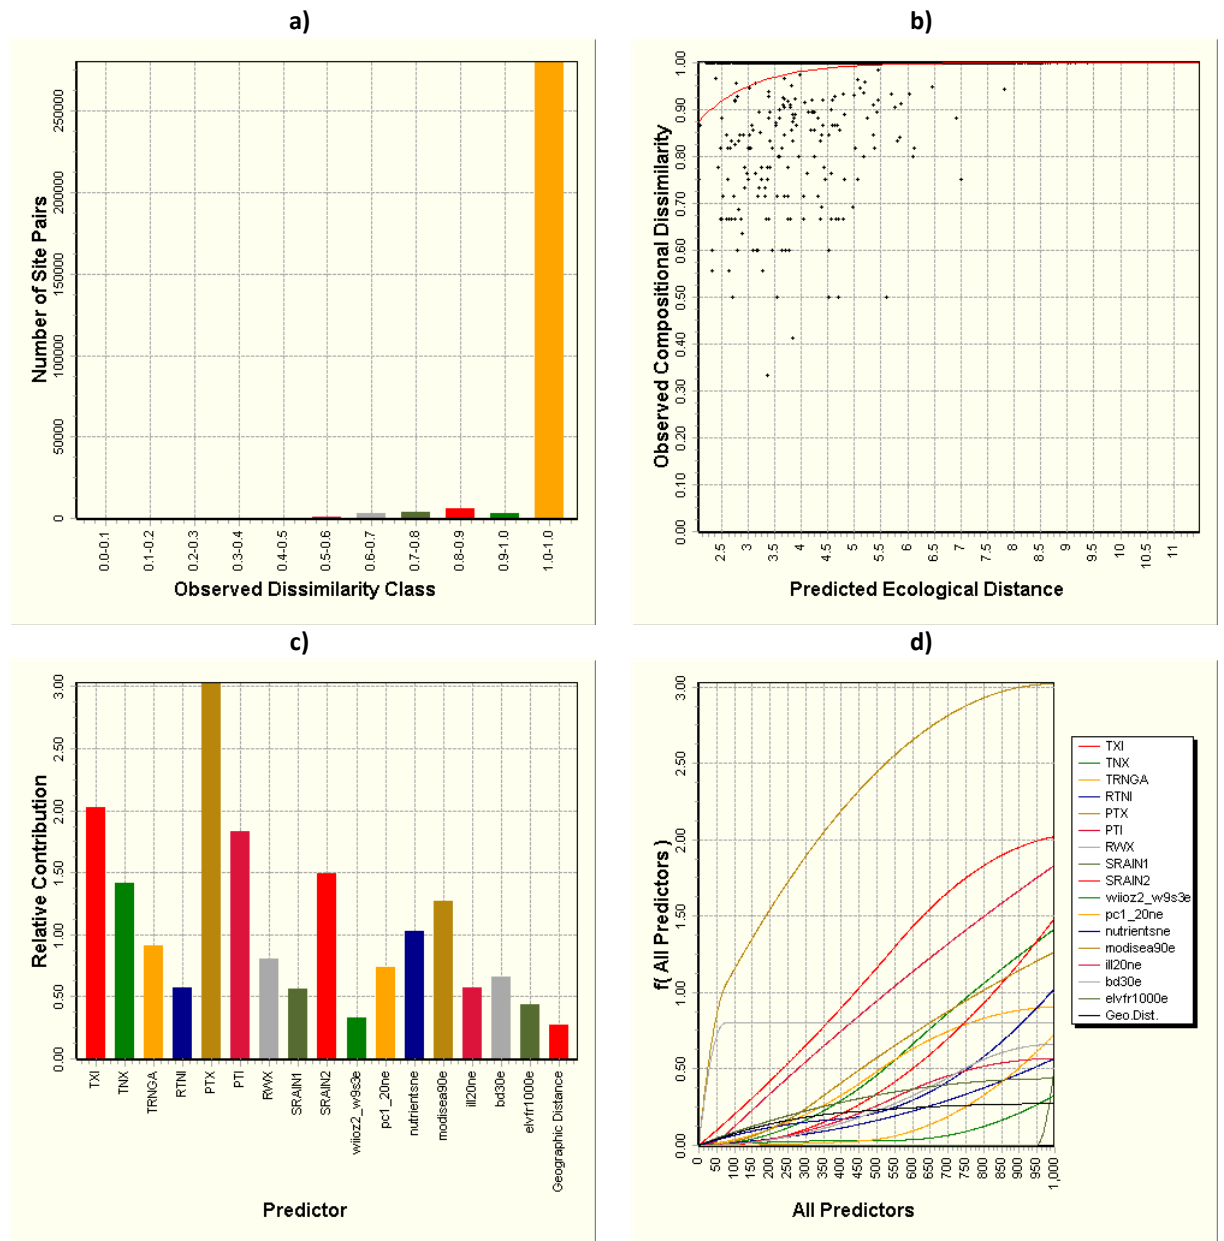 a)
Number of Site Pairs
250000
200000
150000
100000
50000
0
0.0-0.1
0.1-0.2
0.2-0.3
0.3-0.4
0.4-0.5
0.5-0.6
0.6-0.7
0.7-0.8
0.8-0.9
0.9-1.0
1.0-1.0
Observed Dissimilarity Class
b)
Observed Compositional Dissimilarity
1.00
0.90
0.80
0.70
0.60
0.50
0.40
0.30
0.20
0.10
0.00
2.5
3
3.5
4
4.5
5
5.5
6
6.5
7
7.5
8
8.5
9
9.5
10
10.5
11
Predicted Ecological Distance
c)
Relative Contribution
3.00
2.50
2.00
1.50
1.00
0.50
0.00
TXI
TNX
TRNGA
RTNI
PTX
PTI
RWX
SRAIN1
SRAIN2
wiioz2_w9s3e
pc1_20ne
nutrientsne
modisea90e
ill20ne
bd30e
elvfr1000e
Geographic Distance
Predictor
d)
f( All Predictors )
3.00
2.50
2.00
1.50
1.00
0.50
0.00
0
50
100
150
200
250
300
350
400
450
500
550
600
650
700
750
800
850
900
950
1,000
All Predictors
TXI
TNX
TRNGA
RTNI
PTX
PTI
RWX
SRAIN1
SRAIN2
wiioz2_w9s3e
pc1_20ne
nutrientsne
modisea90e
ill20ne
bd30e
elvfr1000e
Geo.Dist.